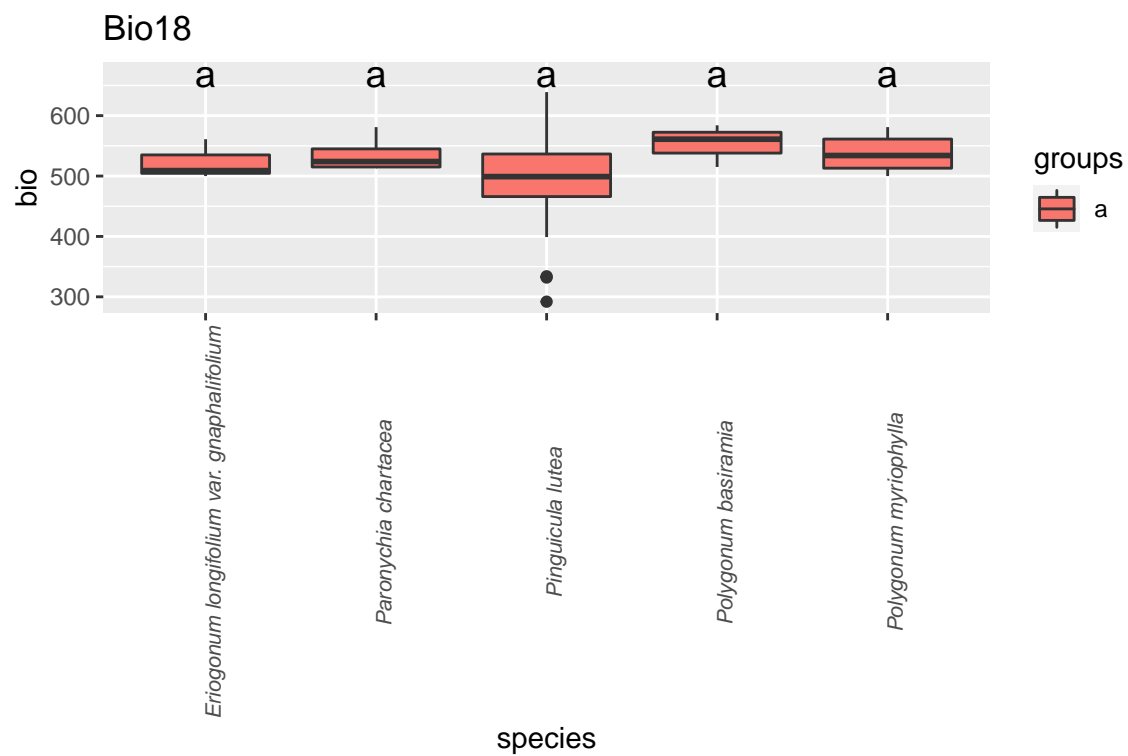 Bio18
a a a a a
600
500
400
300
bio
groups
a
Eriogonum longifolium var. gnaphalifolium
Paronychia chartacea
Pinguicula lutea
Polygonum basiramia
Polygonum myriophylla
species